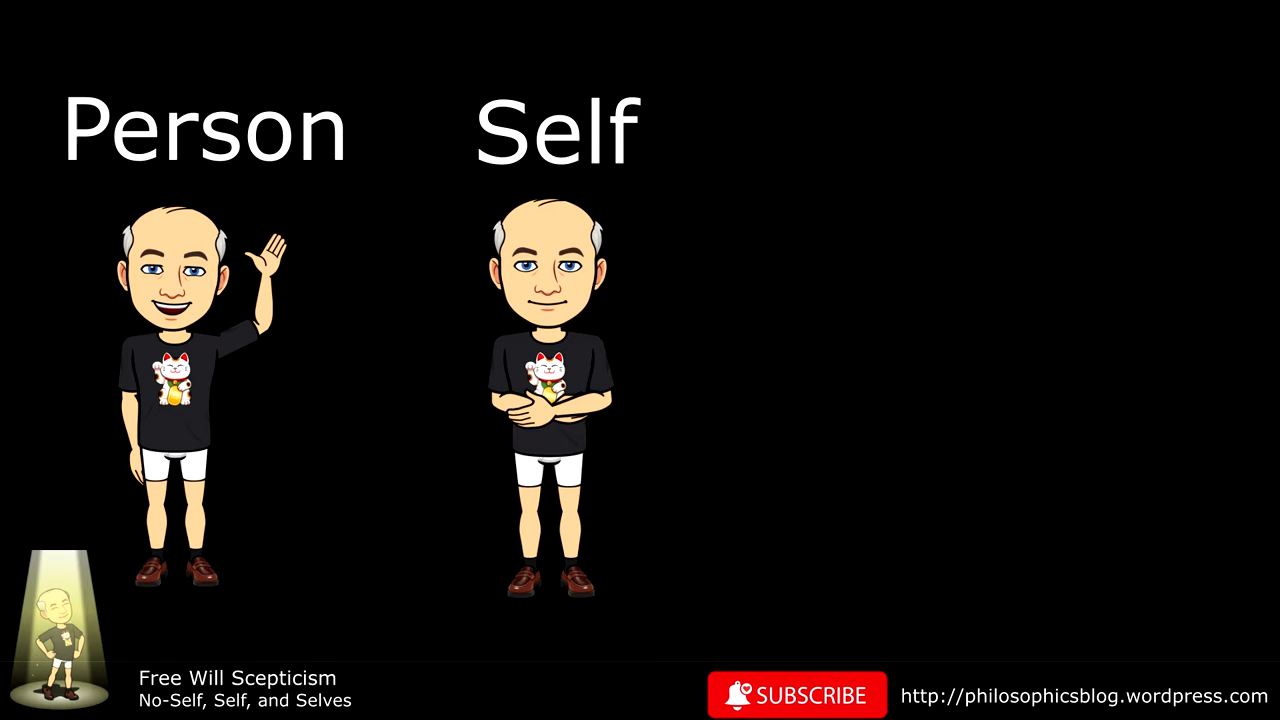 Person
Self
Free Will Scepticism
No-Self, Self, and Selves
SUBSCRIBE
http://philosophicsblog.wordpress.com